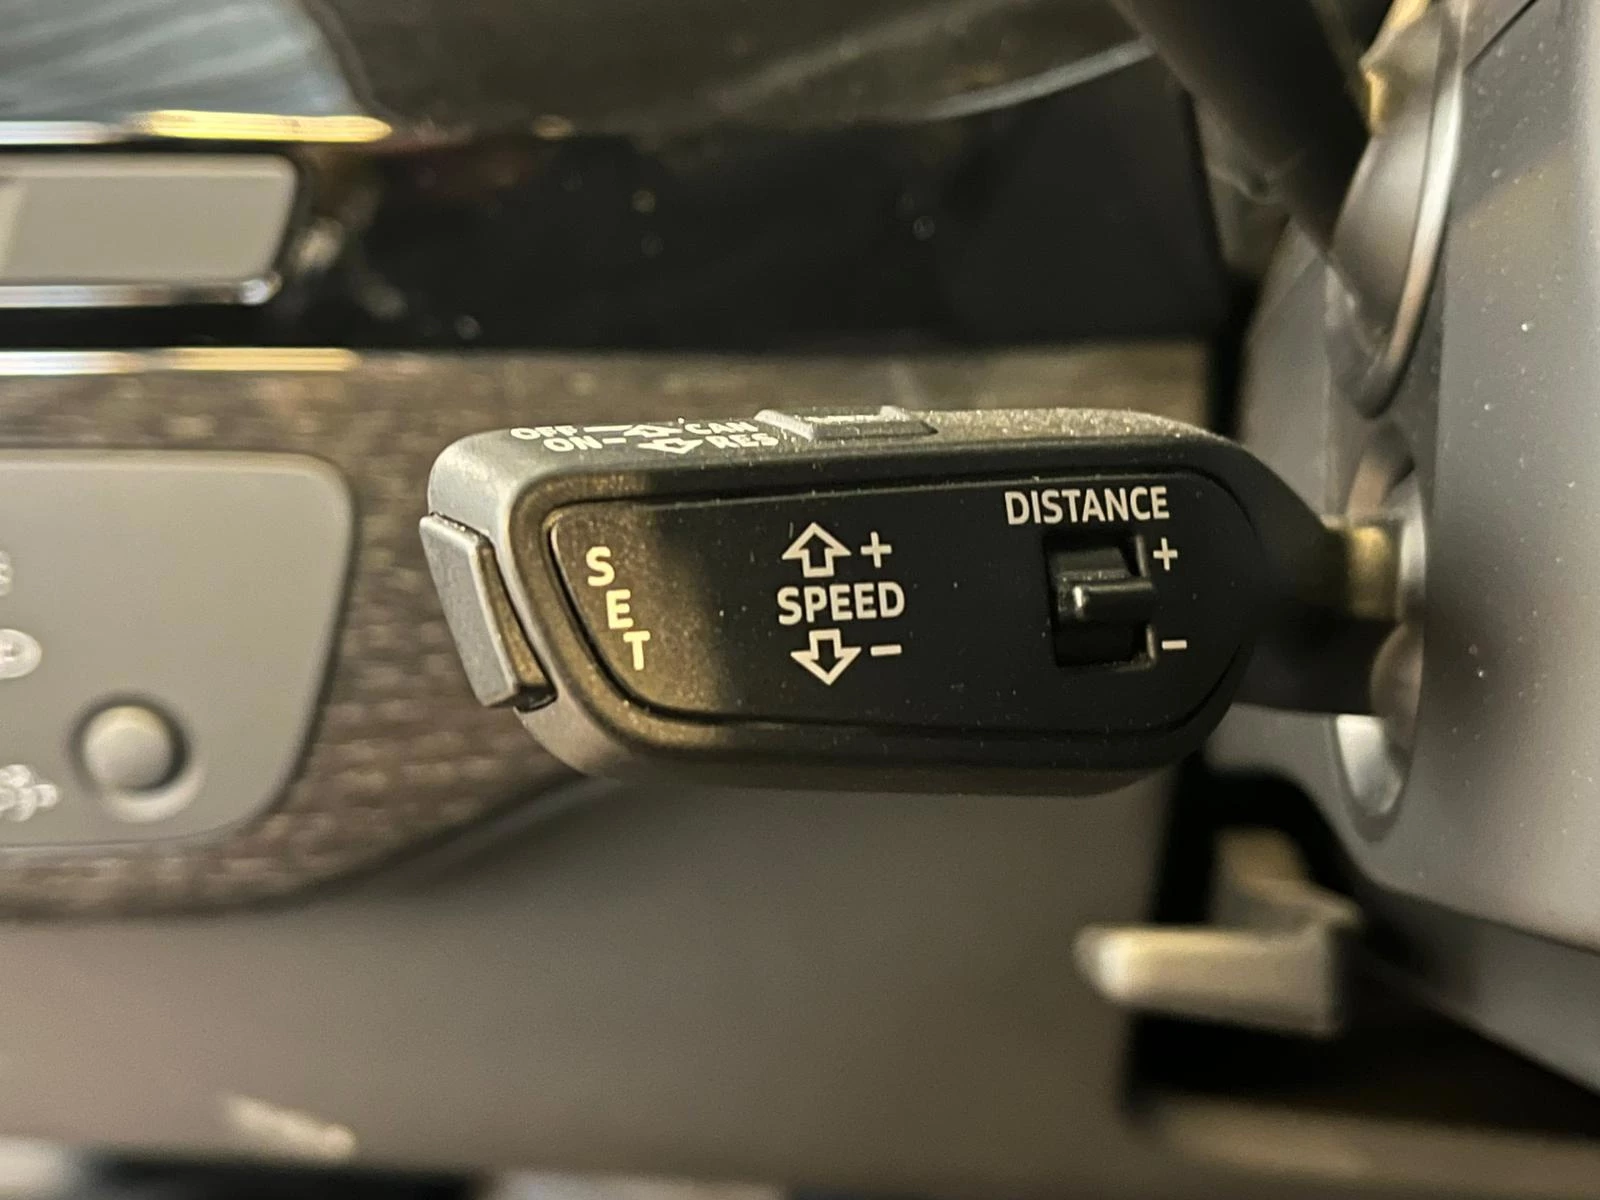 OFF CAN
ON RES
DISTANCE
+
SET
+
SPEED
-
-